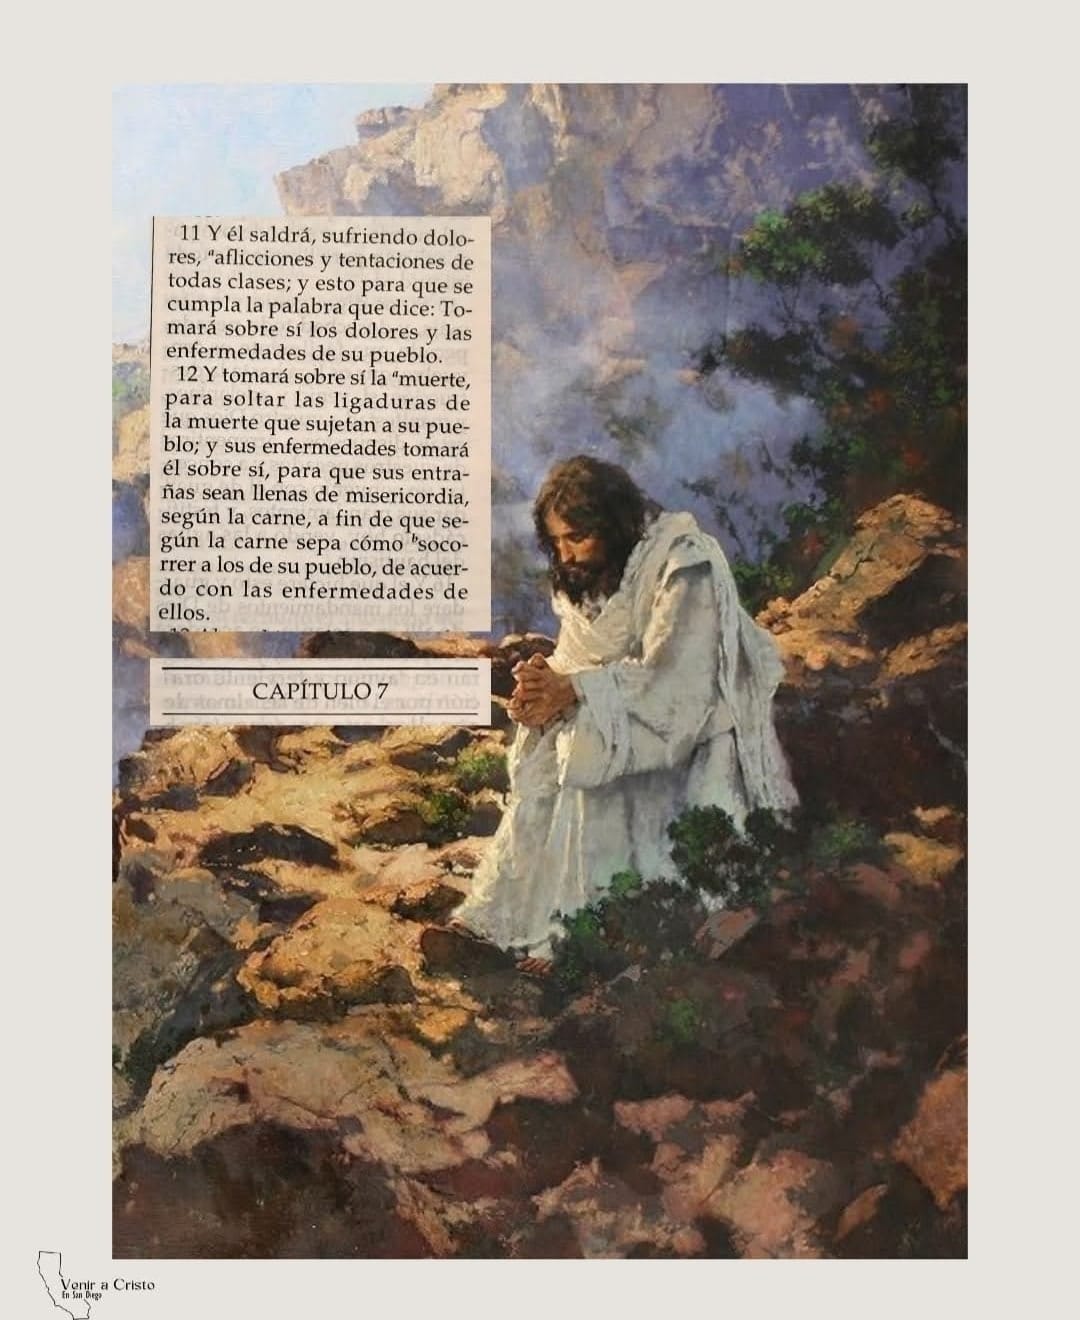 11 Y él saldrá, sufriendo dolo-
res, ªaflicciones y tentaciones de
todas clases; y esto para que se
cumpla la palabra que dice: To-
mará sobre sí los dolores y las
enfermedades de su pueblo.
12 Y tomará sobre sí la ªmuerte,
para soltar las ligaduras de
la muerte que sujetan a su pue-
blo; y sus enfermedades tomará
él sobre sí, para que sus entra-
ñas sean llenas de misericordia,
según la carne, a fin de que se-
gún la carne sepa cómo ᵇsoco-
rrer a los de su pueblo, de acuer-
do con las enfermedades de
ellos.
CAPÍTULO 7
Venir a Cristo
En San Diego